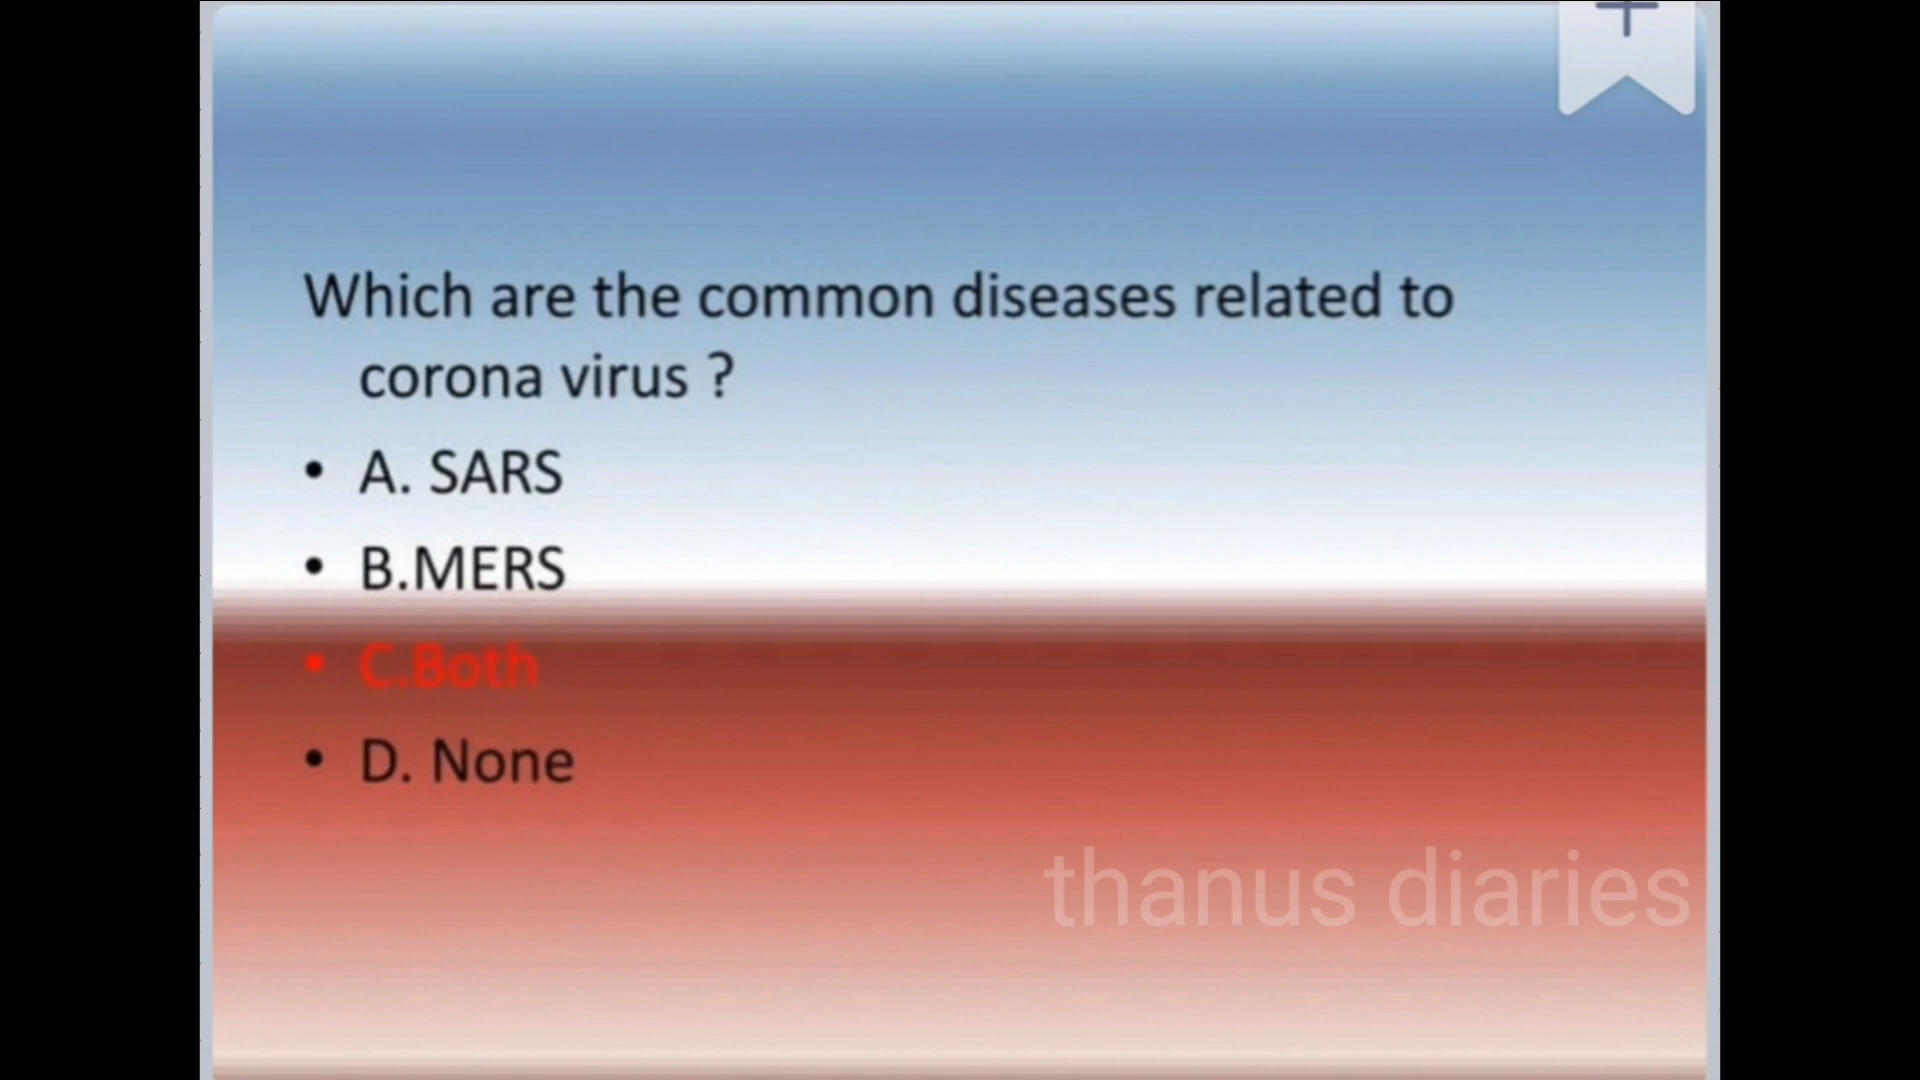 Which are the common diseases related to
corona virus ?
• A. SARS
• B.MERS
• C.Both
• D. None
thanus diaries